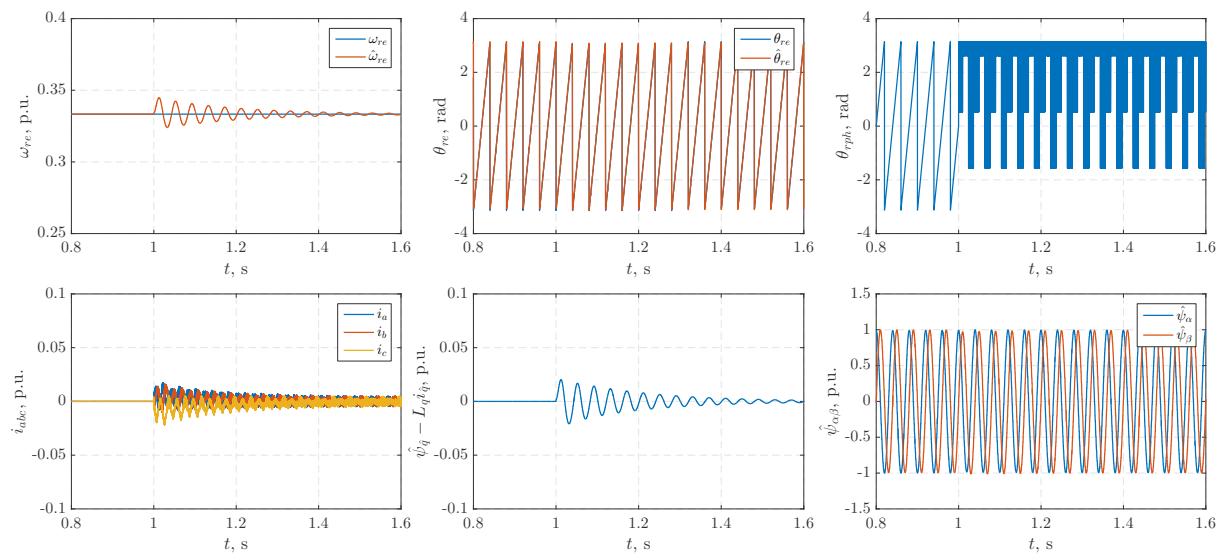 0.4
0.35
0.3
0.25
0.8 1 1.2 1.4 1.6
t, s
ω_re, p.u.
ω_re
ω̂_re
4
2
0
-2
-4
0.8 1 1.2 1.4 1.6
t, s
θ_re, rad
θ_re
θ̂_re
4
2
0
-2
-4
0.8 1 1.2 1.4 1.6
t, s
θ_rph, rad
0.1
0.05
0
-0.05
-0.1
0.8 1 1.2 1.4 1.6
t, s
i_abc, p.u.
i_a
i_b
i_c
0.1
0.05
0
-0.05
-0.1
0.8 1 1.2 1.4 1.6
t, s
ψ̂_q̂ − L_q i_q̂, p.u.
1.5
1
0.5
0
-0.5
-1
-1.5
0.8 1 1.2 1.4 1.6
t, s
ψ̂_αβ, p.u.
ψ̂_α
ψ̂_β